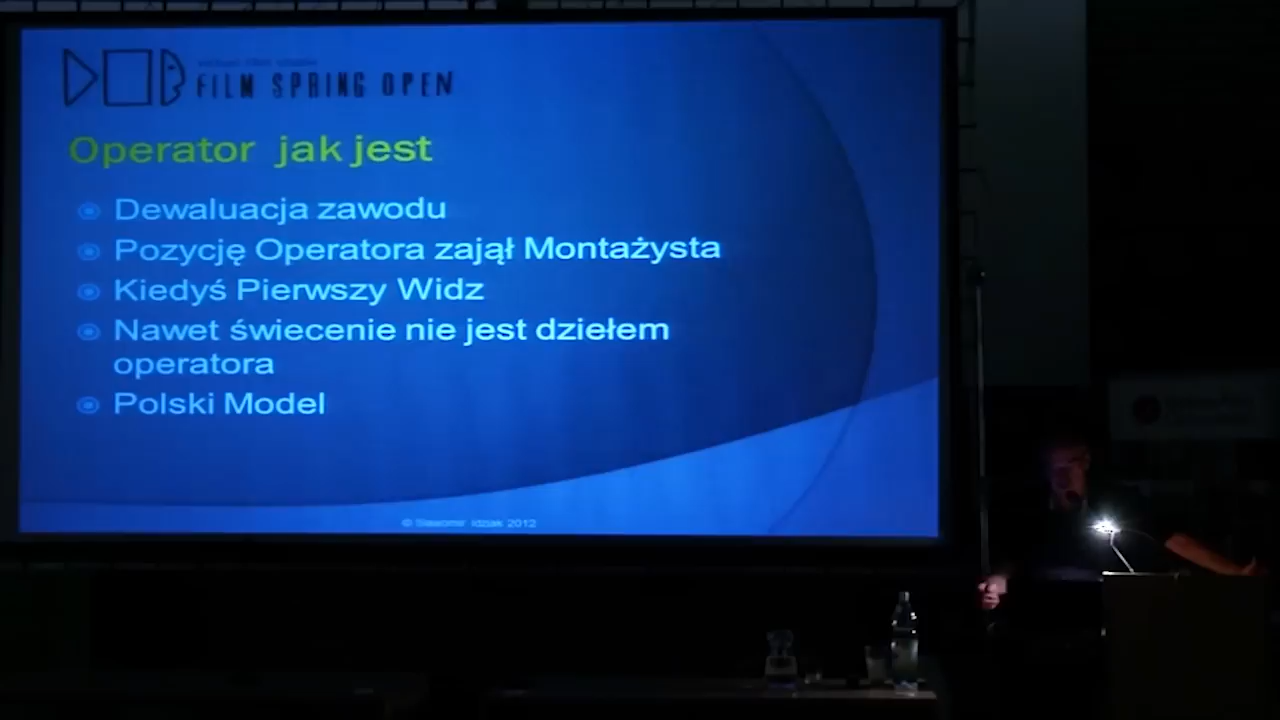 FILM SPRING OPEN
Operator jak jest
Dewaluacja zawodu
Pozycję Operatora zajął Montażysta
Kiedyś Pierwszy Widz
Nawet świecenie nie jest dziełem
operatora
Polski Model
© Sławomir Idziak 2012